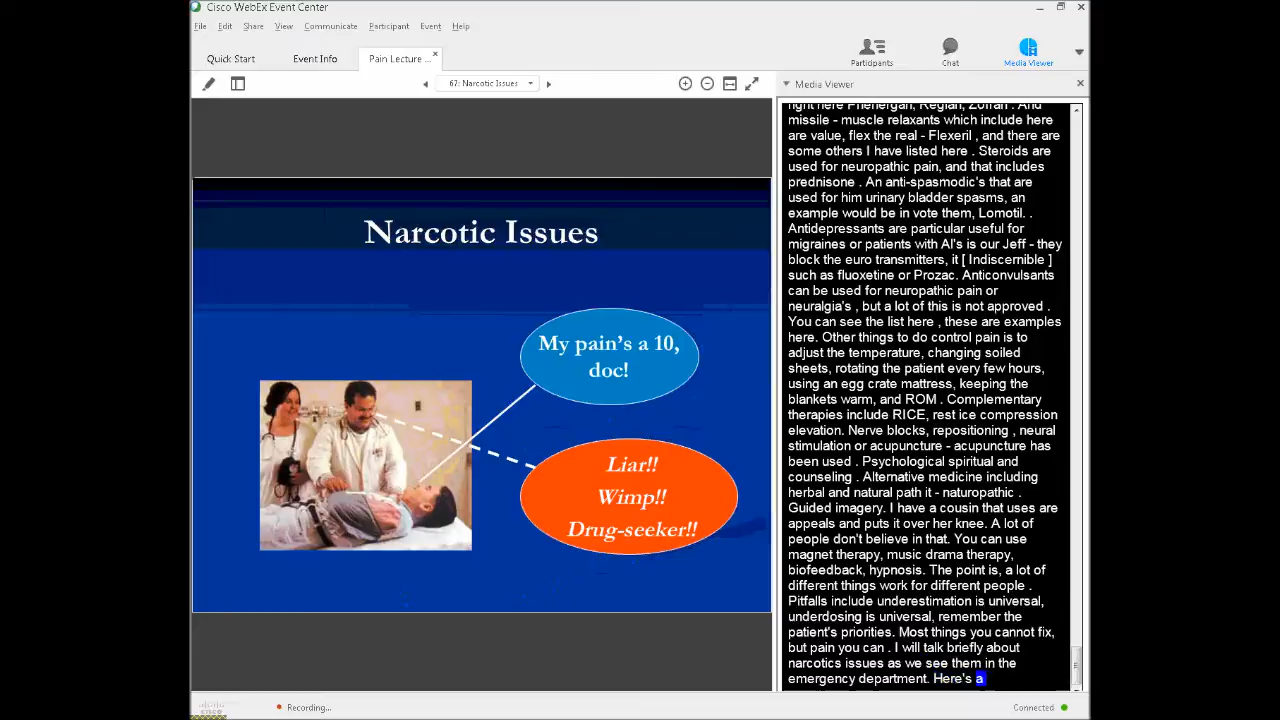 Cisco WebEx Event Center
File Edit Share View Communicate Participant Event Help
Quick Start Event Info Pain Lecture ...
Participants Chat Media Viewer
67: Narcotic Issues
Media Viewer
Narcotic Issues
My pain's a 10,
doc!
Liar!!
Wimp!!
Drug-seeker!!
right here Phenergan, Reglan, Zofran . And
missile - muscle relaxants which include here
are value, flex the real - Flexeril , and there are
some others I have listed here . Steroids are
used for neuropathic pain, and that includes
prednisone . An anti-spasmodic's that are
used for him urinary bladder spasms, an
example would be in vote them, Lomotil. .
Antidepressants are particular useful for
migraines or patients with Al's is our Jeff - they
block the euro transmitters, it [ Indiscernible ]
such as fluoxetine or Prozac. Anticonvulsants
can be used for neuropathic pain or
neuralgia's , but a lot of this is not approved .
You can see the list here , these are examples
here. Other things to do control pain is to
adjust the temperature, changing soiled
sheets, rotating the patient every few hours,
using an egg crate mattress, keeping the
blankets warm, and ROM . Complementary
therapies include RICE, rest ice compression
elevation. Nerve blocks, repositioning , neural
stimulation or acupuncture - acupuncture has
been used . Psychological spiritual and
counseling . Alternative medicine including
herbal and natural path it - naturopathic .
Guided imagery. I have a cousin that uses are
appeals and puts it over her knee. A lot of
people don't believe in that. You can use
magnet therapy, music drama therapy,
biofeedback, hypnosis. The point is, a lot of
different things work for different people .
Pitfalls include underestimation is universal,
underdosing is universal, remember the
patient's priorities. Most things you cannot fix,
but pain you can . I will talk briefly about
narcotics issues as we see them in the
emergency department. Here's a
Recording...
Connected